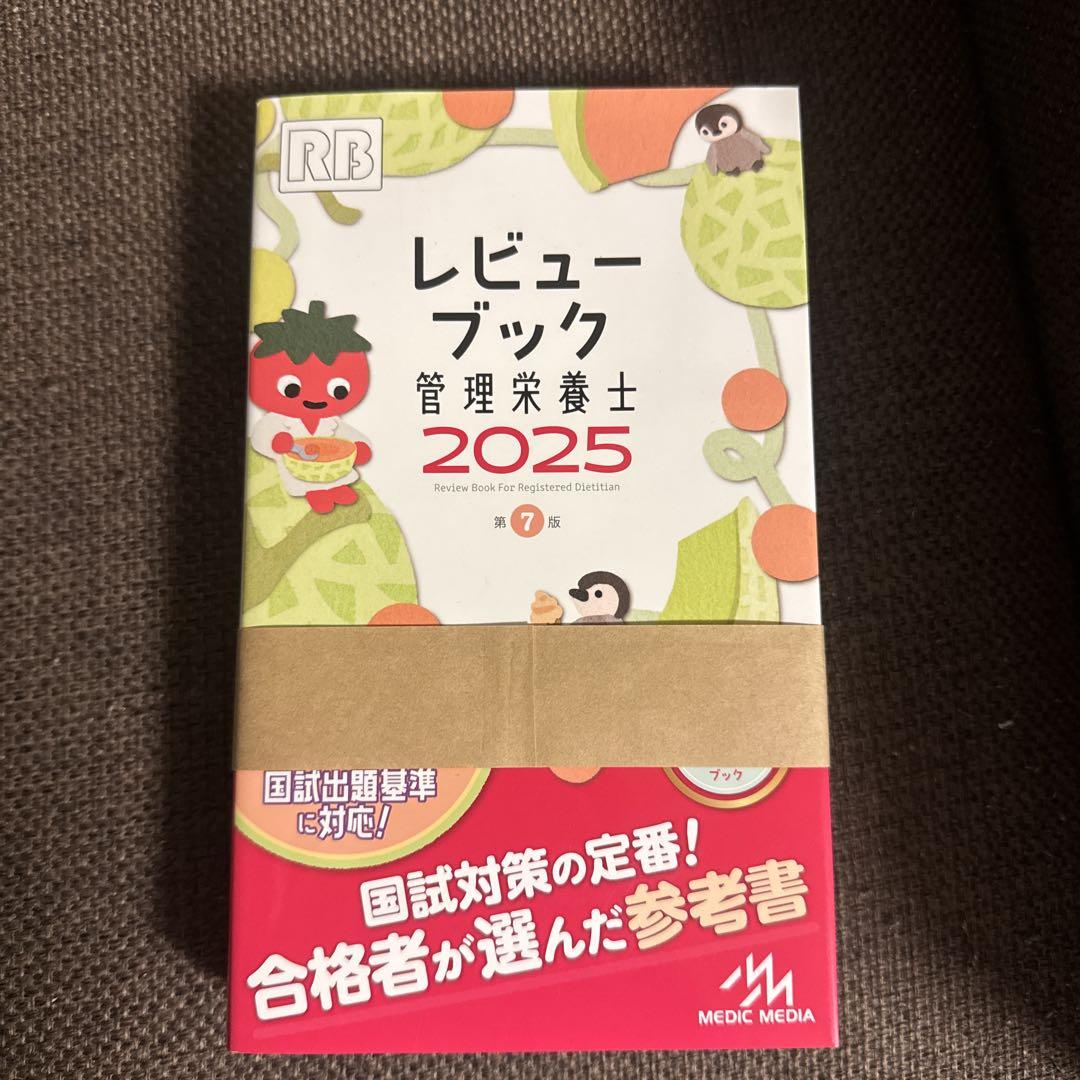 RB
レビュー
ブック
管理栄養士
2025
Review Book For Registered Dietitian
第7版
国試出題基準
に対応!
ブック
国試対策の定番!
合格者が選んだ参考書
MEDIC MEDIA